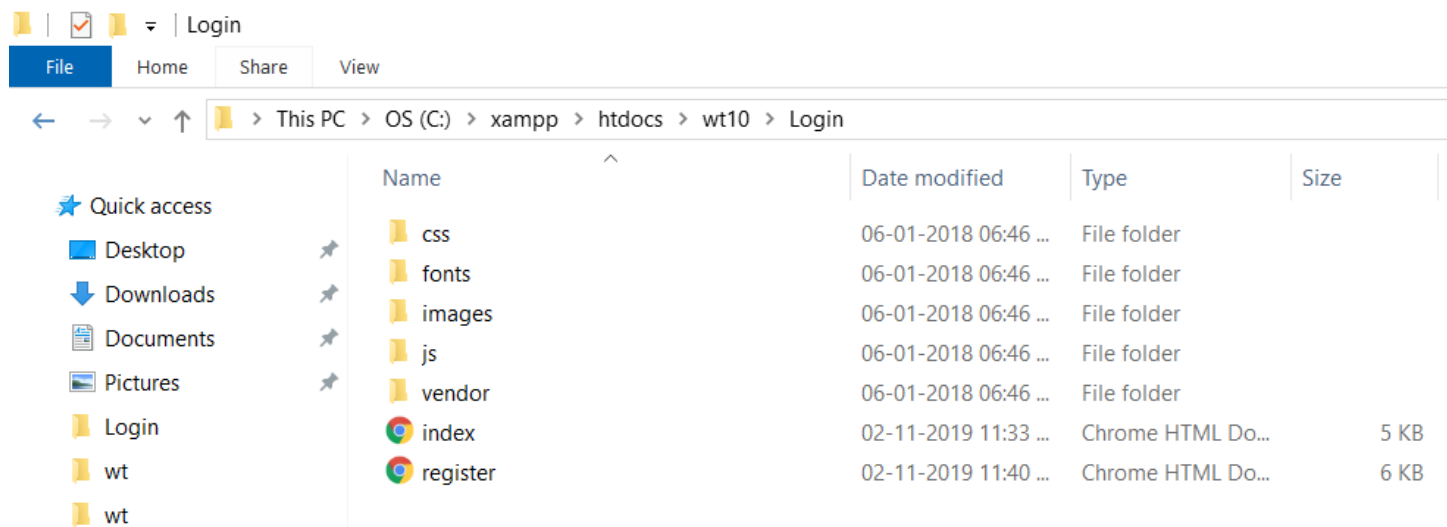 Login
File Home Share View
This PC > OS (C:) > xampp > htdocs > wt10 > Login
Name Date modified Type Size
Quick access
Desktop
Downloads
Documents
Pictures
Login
wt
wt
css 06-01-2018 06:46 ... File folder
fonts 06-01-2018 06:46 ... File folder
images 06-01-2018 06:46 ... File folder
js 06-01-2018 06:46 ... File folder
vendor 06-01-2018 06:46 ... File folder
index 02-11-2019 11:33 ... Chrome HTML Do... 5 KB
register 02-11-2019 11:40 ... Chrome HTML Do... 6 KB